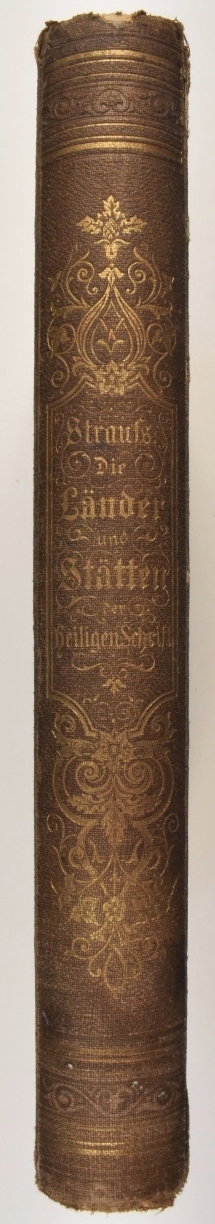 Strauſs.
Die
Länder
und
Stätten
der
Heiligen Schrift.